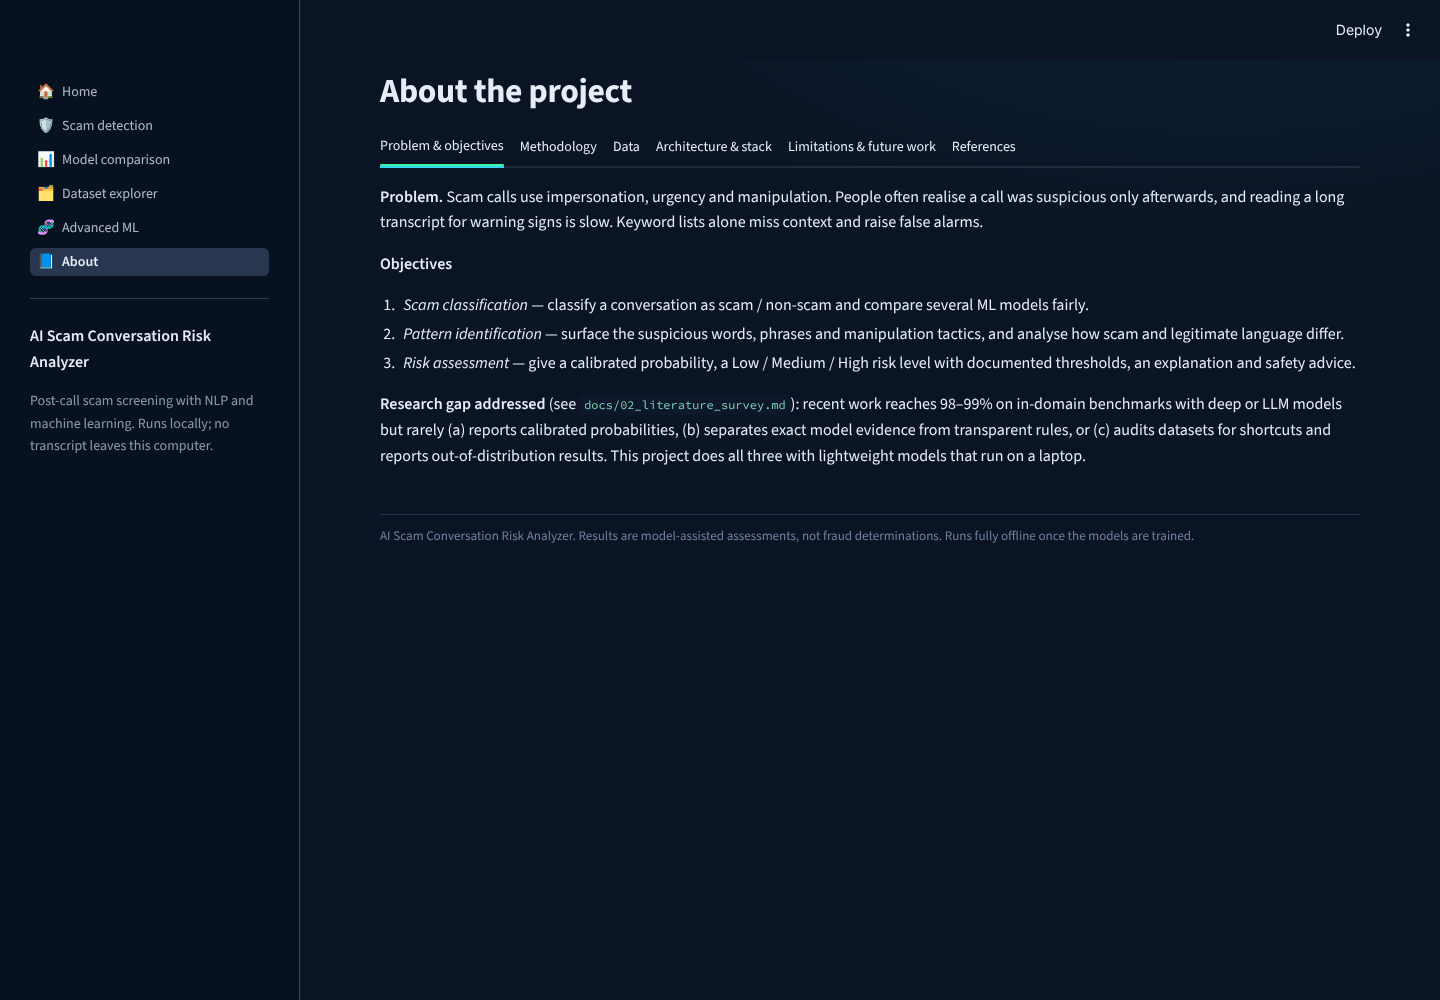 Deploy
Home
Scam detection
Model comparison
Dataset explorer
Advanced ML
About
AI Scam Conversation Risk
Analyzer
Post-call scam screening with NLP and
machine learning. Runs locally; no
transcript leaves this computer.
About the project
Problem & objectives Methodology Data Architecture & stack Limitations & future work References
Problem. Scam calls use impersonation, urgency and manipulation. People often realise a call was suspicious only afterwards, and reading a long
transcript for warning signs is slow. Keyword lists alone miss context and raise false alarms.
Objectives
1. Scam classification — classify a conversation as scam / non-scam and compare several ML models fairly.
2. Pattern identification — surface the suspicious words, phrases and manipulation tactics, and analyse how scam and legitimate language differ.
3. Risk assessment — give a calibrated probability, a Low / Medium / High risk level with documented thresholds, an explanation and safety advice.
Research gap addressed (see docs/02_literature_survey.md ): recent work reaches 98–99% on in-domain benchmarks with deep or LLM models
but rarely (a) reports calibrated probabilities, (b) separates exact model evidence from transparent rules, or (c) audits datasets for shortcuts and
reports out-of-distribution results. This project does all three with lightweight models that run on a laptop.
AI Scam Conversation Risk Analyzer. Results are model-assisted assessments, not fraud determinations. Runs fully offline once the models are trained.